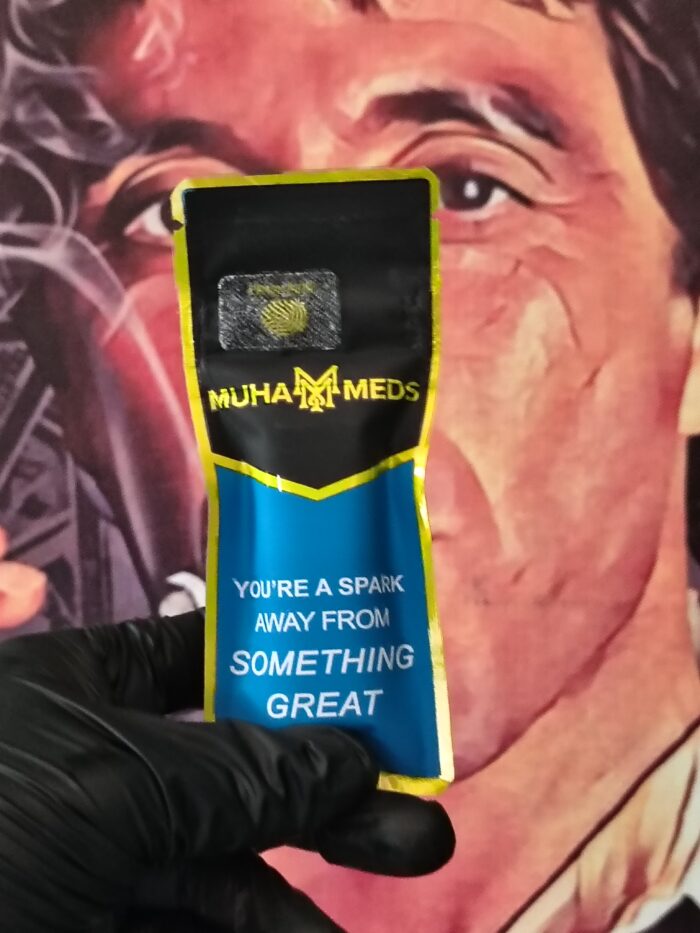 MUHA MEDS
YOU'RE A SPARK
AWAY FROM
SOMETHING
GREAT